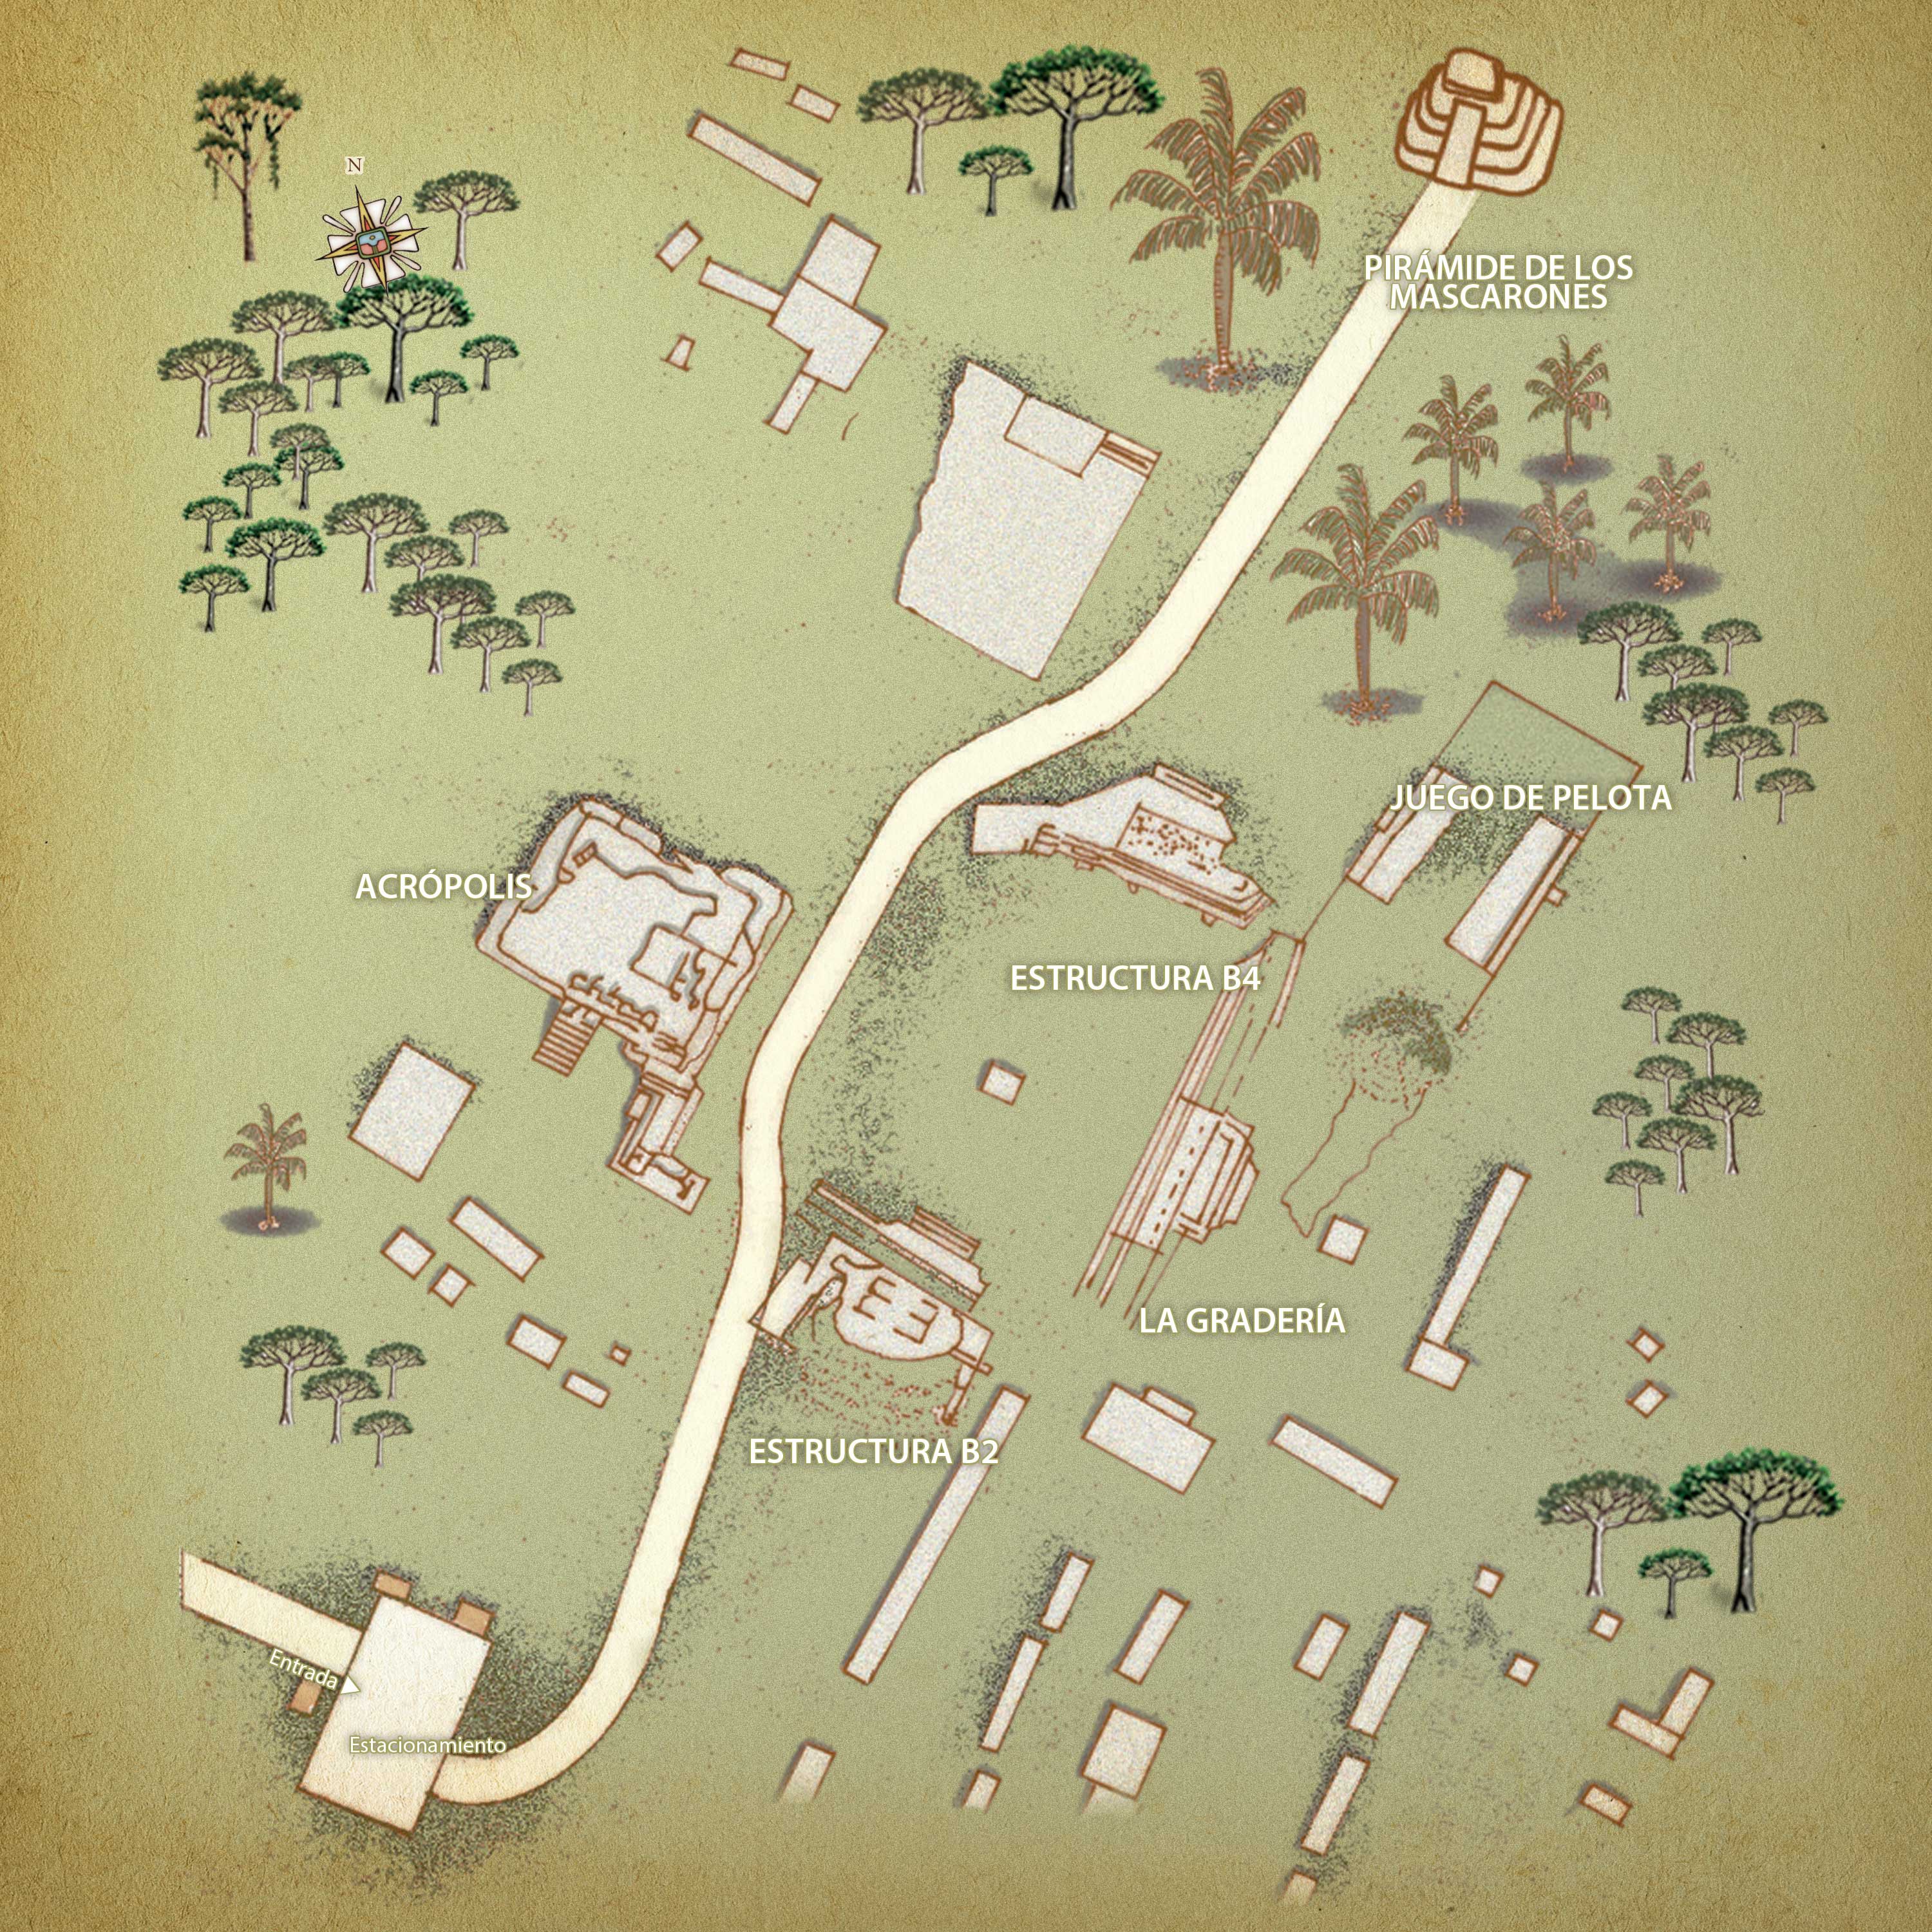 N
PIRÁMIDE DE LOS
MASCARONES
JUEGO DE PELOTA
ACRÓPOLIS
ESTRUCTURA B4
LA GRADERÍA
ESTRUCTURA B2
Entrada
Estacionamiento